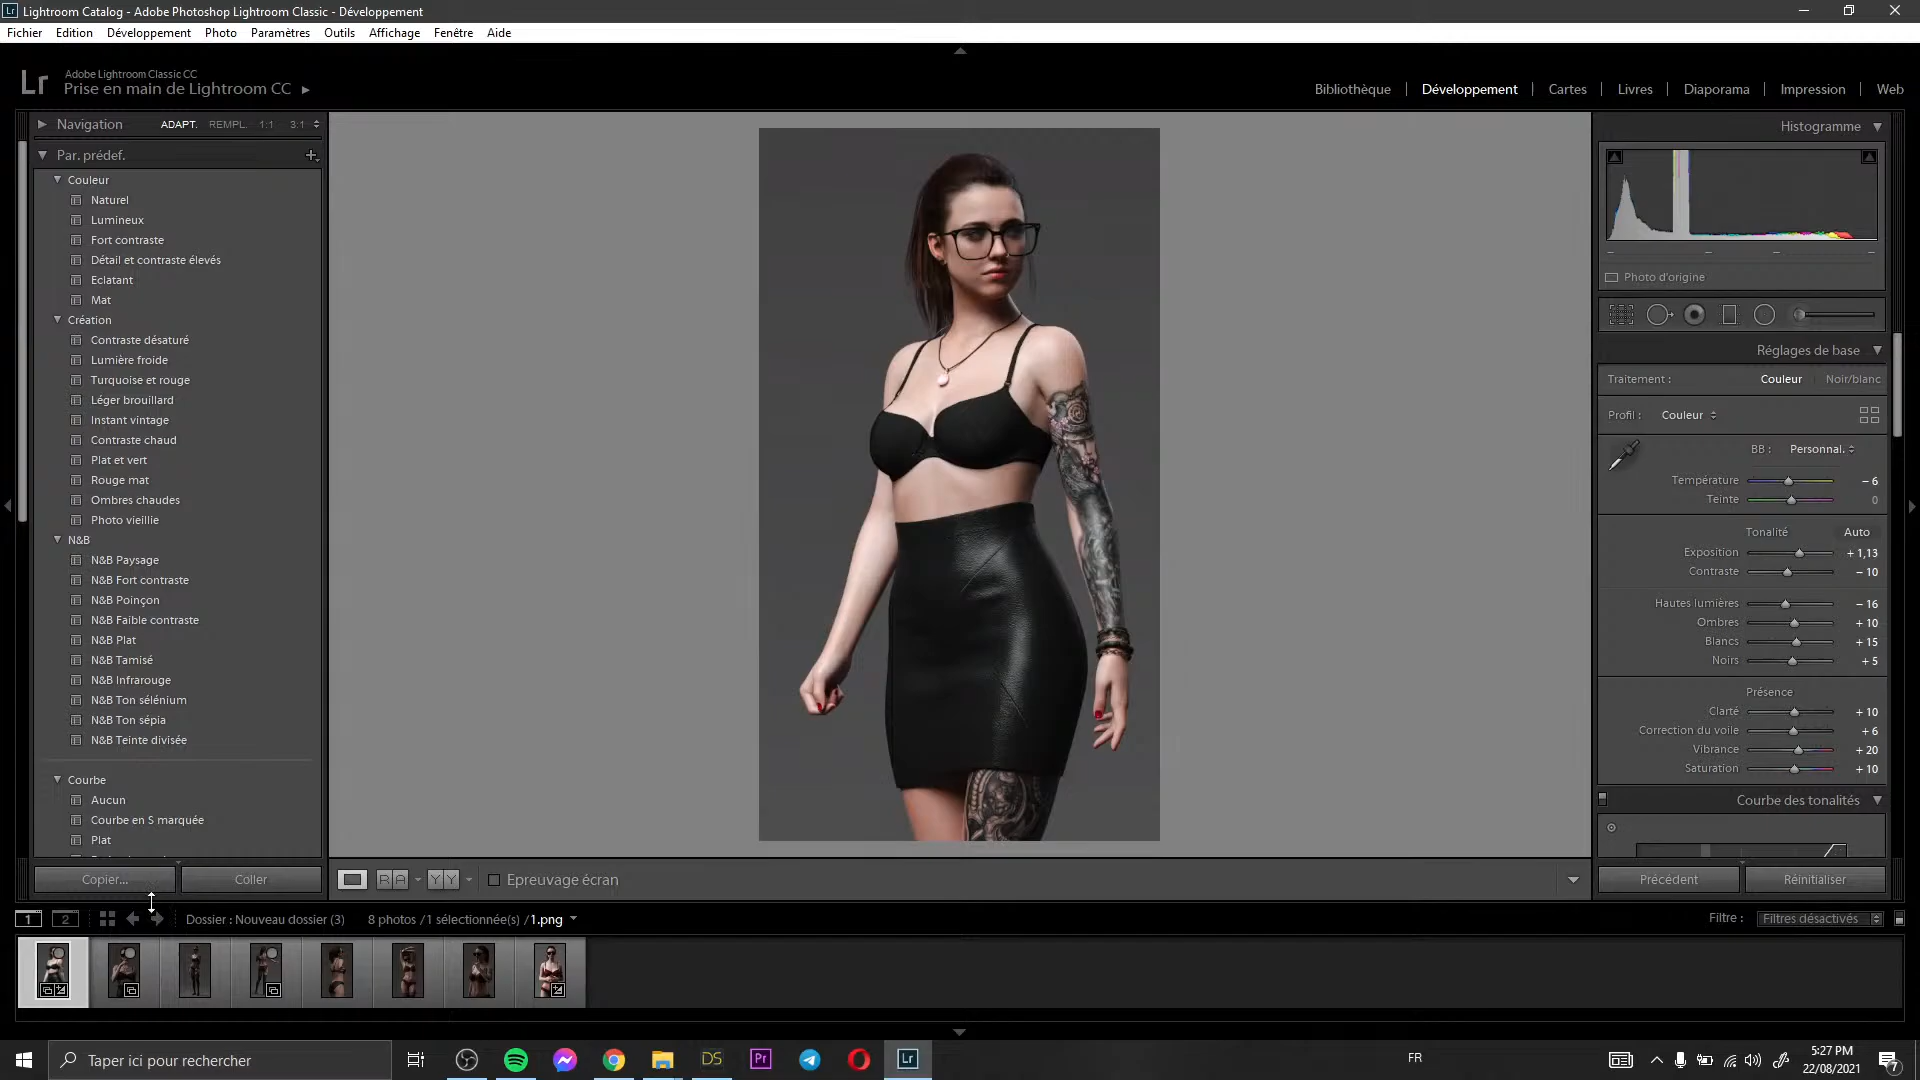 Lr Lightroom Catalog - Adobe Photoshop Lightroom Classic - Développement
Fichier Edition Développement Photo Paramètres Outils Affichage Fenêtre Aide
Lr Adobe Lightroom Classic CC
Prise en main de Lightroom CC
Bibliothèque | Développement | Cartes | Livres | Diaporama | Impression | Web
Navigation ADAPT. REMPL. 1:1 3:1
Par. prédef.
Couleur
Naturel
Lumineux
Fort contraste
Détail et contraste élevés
Eclatant
Mat
Création
Contraste désaturé
Lumière froide
Turquoise et rouge
Léger brouillard
Instant vintage
Contraste chaud
Plat et vert
Rouge mat
Ombres chaudes
Photo vieillie
N&B
N&B Paysage
N&B Fort contraste
N&B Poinçon
N&B Faible contraste
N&B Plat
N&B Tamisé
N&B Infrarouge
N&B Ton sélénium
N&B Ton sépia
N&B Teinte divisée
Courbe
Aucun
Courbe en S marquée
Plat
Copier... Coller
R A Y Y Epreuvage écran
Histogramme
Photo d'origine
Réglages de base
Traitement : Couleur Noir/blanc
Profil : Couleur
BB : Personnal.
Température - 6
Teinte 0
Tonalité Auto
Exposition + 1,13
Contraste - 10
Hautes lumières - 16
Ombres + 10
Blancs + 15
Noirs + 5
Présence
Clarté + 10
Correction du voile + 6
Vibrance + 20
Saturation + 10
Courbe des tonalités
Précédent Réinitialiser
1 2 Dossier : Nouveau dossier (3) 8 photos /1 sélectionnée(s) /1.png
Filtre : Filtres désactivés
Taper ici pour rechercher
DS Pr Lr
FR
5:27 PM
22/08/2021
7